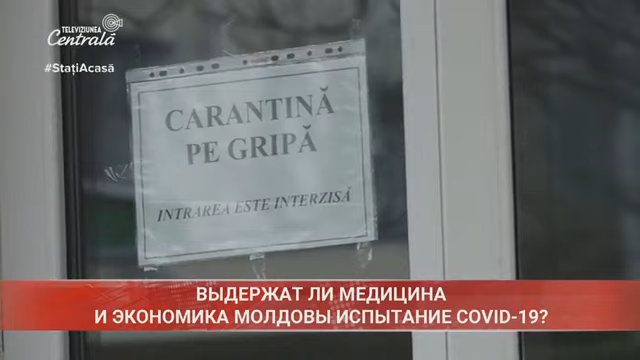 TELEVIZIUNEA
Centrală
#StațiAcasă
CARANTINĂ
PE GRIPĂ
INTRAREA ESTE INTERZISĂ
ВЫДЕРЖАТ ЛИ МЕДИЦИНА
И ЭКОНОМИКА МОЛДОВЫ ИСПЫТАНИЕ COVID-19?